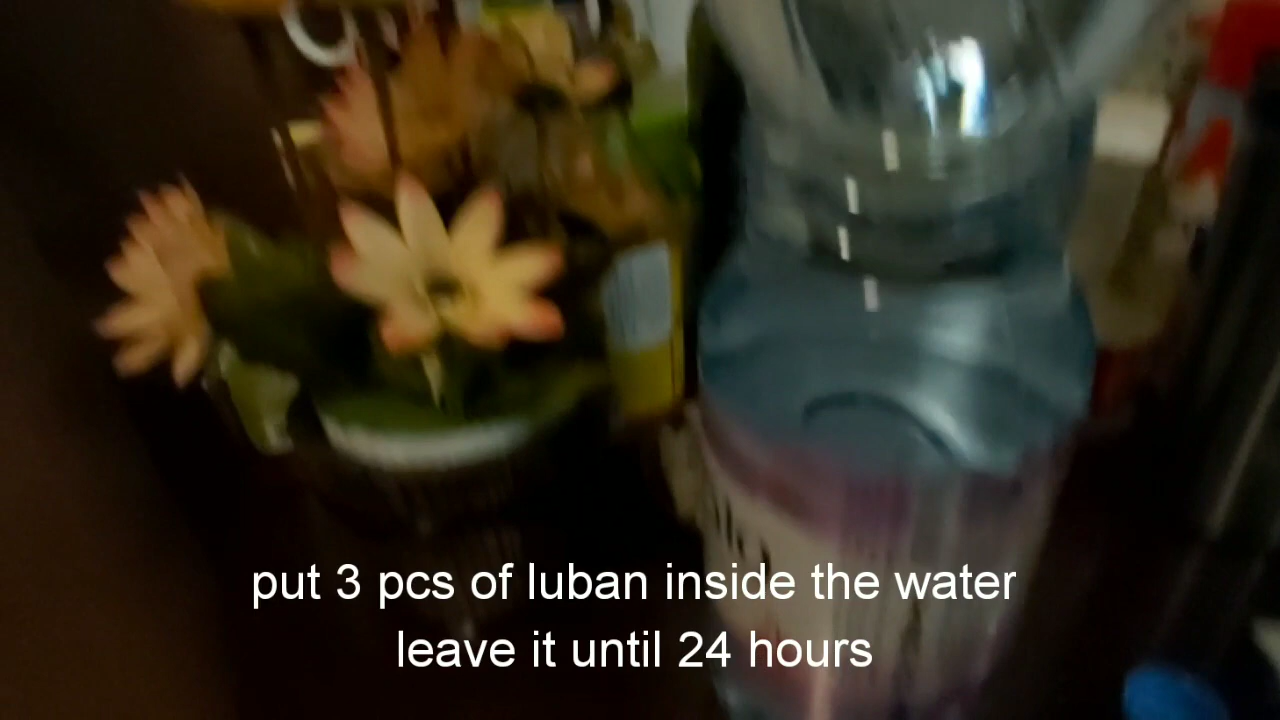 put 3 pcs of luban inside the water
leave it until 24 hours